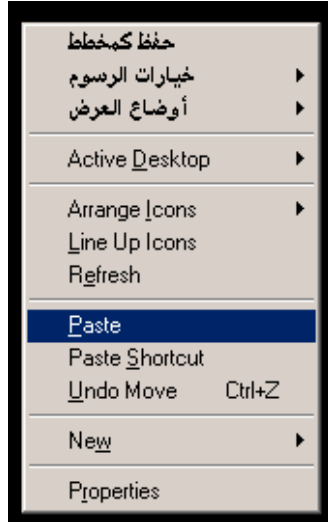 حفظ كمخطط
خيارات الرسوم
أوضاع العرض
Active Desktop
Arrange Icons
Line Up Icons
Refresh
Paste
Paste Shortcut
Undo Move Ctrl+Z
New
Properties